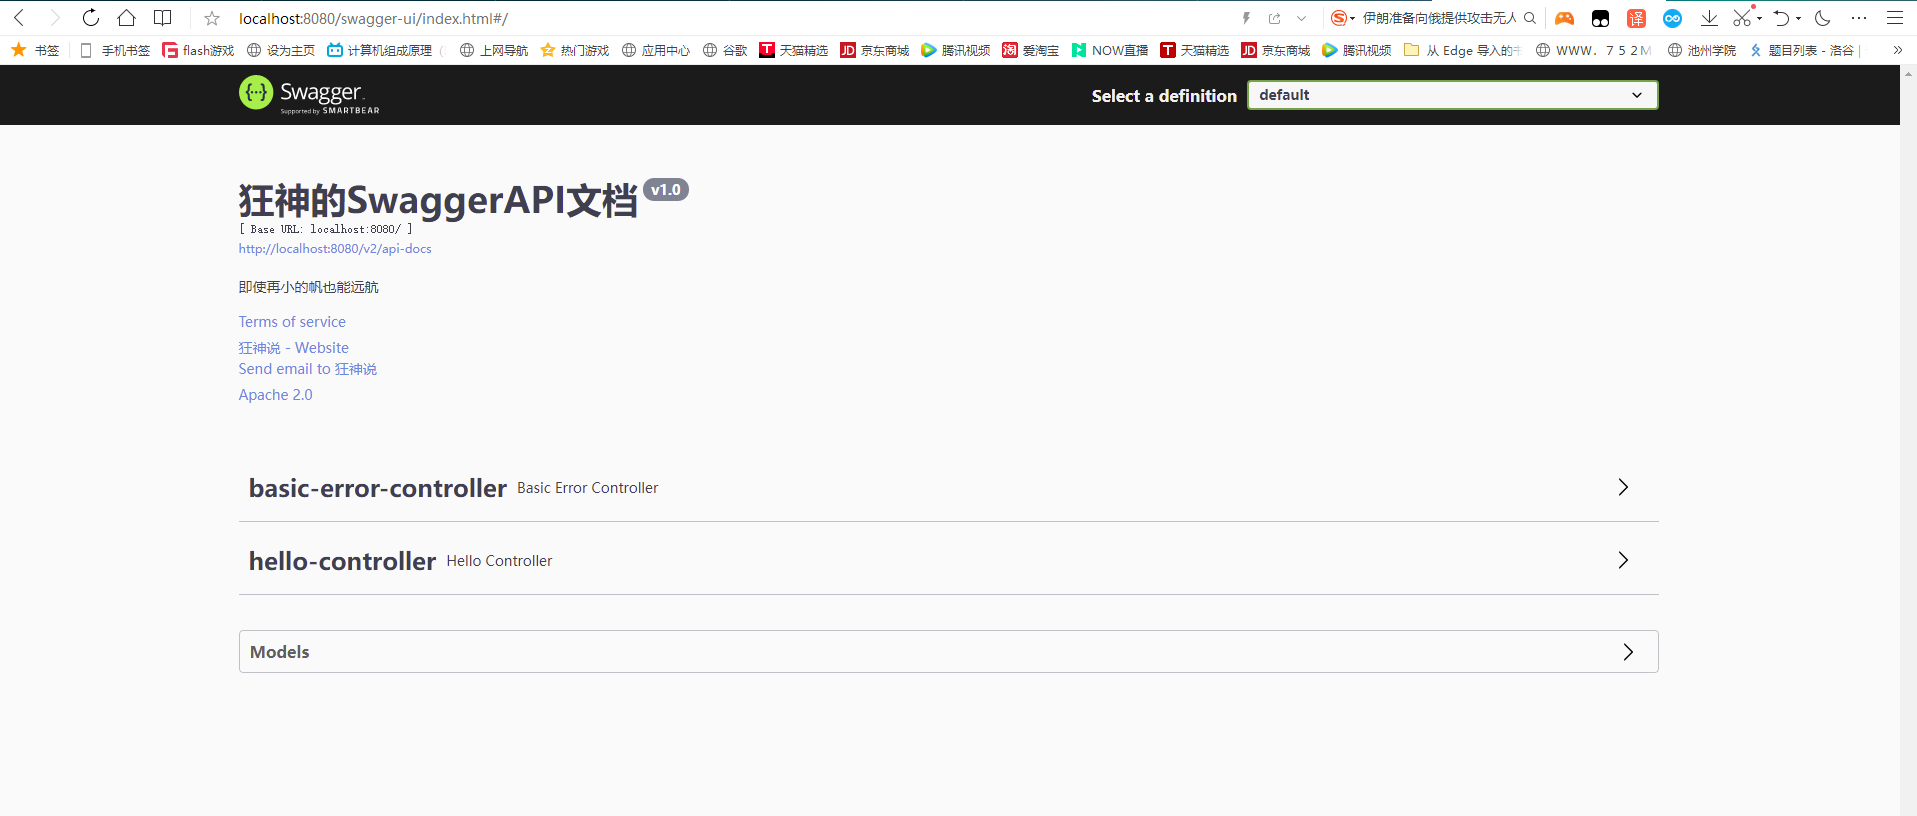 localhost:8080/swagger-ui/index.html#/ 伊朗准备向俄提供攻击无人
书签 手机书签 flash游戏 设为主页 计算机组成原理 上网导航 热门游戏 应用中心 谷歌 天猫精选 京东商城 腾讯视频 爱淘宝 NOW直播 天猫精选 京东商城 腾讯视频 从 Edge 导入的 WWW. 7 5 2 M 池州学院 题目列表 - 洛谷 |
Swagger
Supported by SMARTBEAR
Select a definition default
狂神的SwaggerAPI文档 v1.0
[ Base URL: localhost:8080/ ]
http://localhost:8080/v2/api-docs
即使再小的帆也能远航
Terms of service
狂神说 - Website
Send email to 狂神说
Apache 2.0
basic-error-controller Basic Error Controller
hello-controller Hello Controller
Models